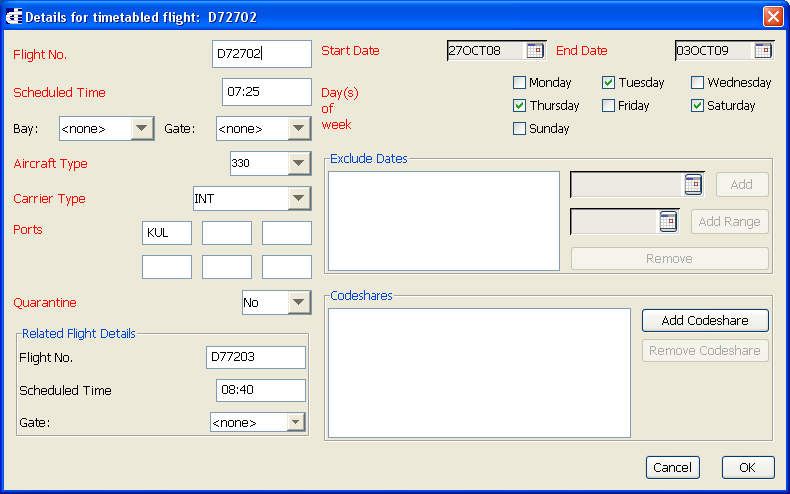 Details for timetabled flight: D72702
Flight No. D72702 Start Date 27OCT08 End Date 03OCT09
Scheduled Time 07:25
Day(s) of week
Monday Tuesday Wednesday
Thursday Friday Saturday
Sunday
Bay: <none> Gate: <none>
Aircraft Type 330
Carrier Type INT
Ports KUL
Quarantine No
Related Flight Details
Flight No. D77203
Scheduled Time 08:40
Gate: <none>
Exclude Dates
Add
Add Range
Remove
Codeshares
Add Codeshare
Remove Codeshare
Cancel OK